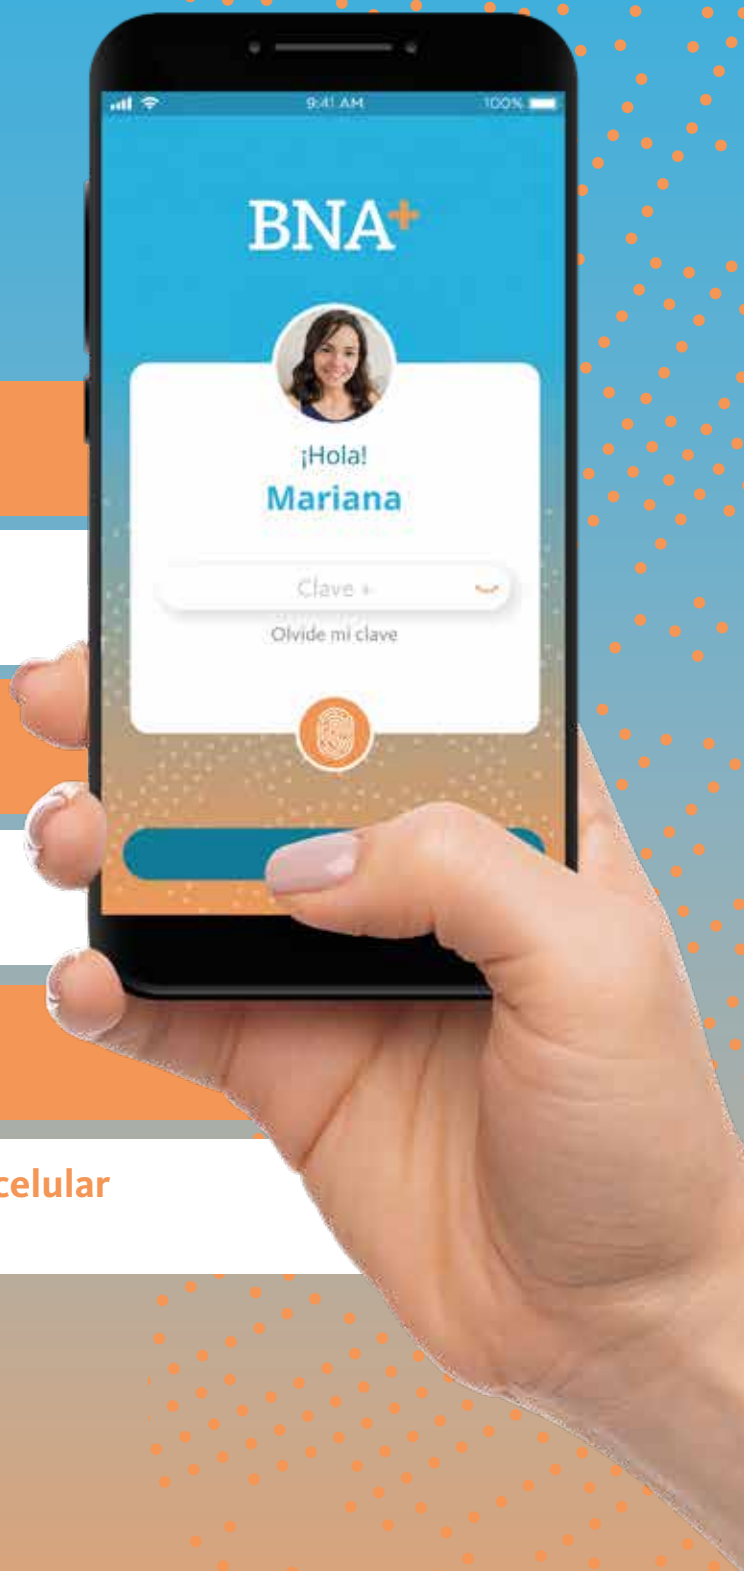 9:41 AM
100%
BNA+
¡Hola!
Mariana
Clave +
Olvide mi clave
celular